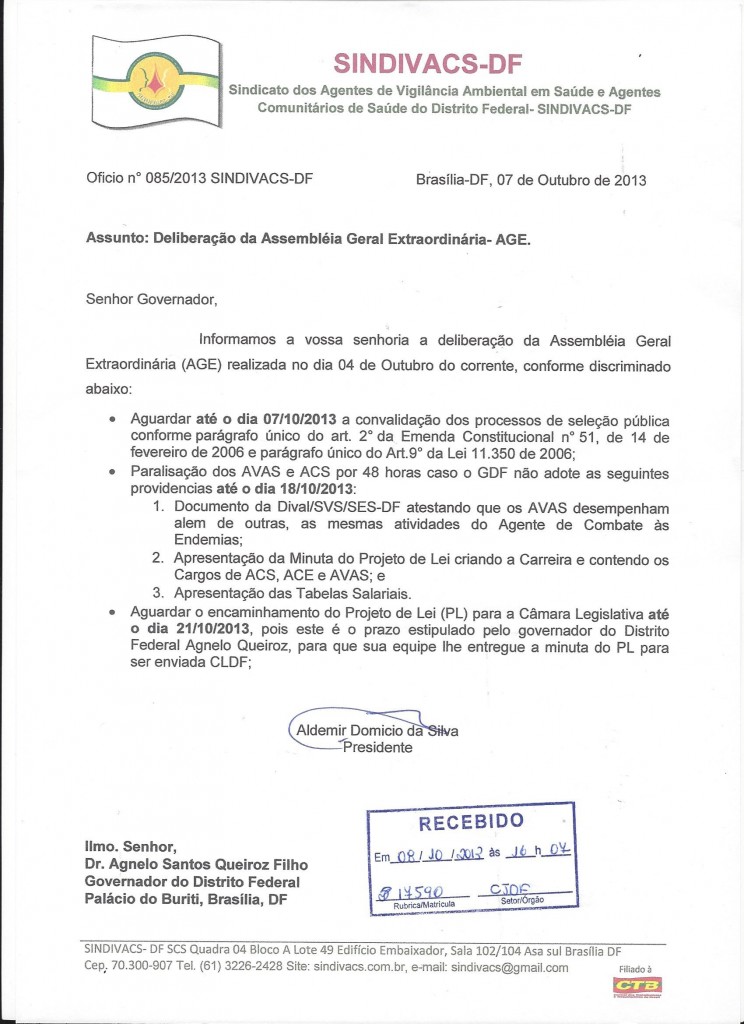 SINDIVACS-DF
Sindicato dos Agentes de Vigilância Ambiental em Saúde e Agentes
Comunitários de Saúde do Distrito Federal- SINDIVACS-DF
Oficio n° 085/2013 SINDIVACS-DF Brasília-DF, 07 de Outubro de 2013
Assunto: Deliberação da Assembléia Geral Extraordinária- AGE.
Senhor Governador,
Informamos a vossa senhoria a deliberação da Assembléia Geral
Extraordinária (AGE) realizada no dia 04 de Outubro do corrente, conforme discriminado
abaixo:
• Aguardar até o dia 07/10/2013 a convalidação dos processos de seleção pública
conforme parágrafo único do art. 2° da Emenda Constitucional n° 51, de 14 de
fevereiro de 2006 e parágrafo único do Art.9° da Lei 11.350 de 2006;
• Paralisação dos AVAS e ACS por 48 horas caso o GDF não adote as seguintes
providencias até o dia 18/10/2013:
1. Documento da Dival/SVS/SES-DF atestando que os AVAS desempenham
alem de outras, as mesmas atividades do Agente de Combate às
Endemias;
2. Apresentação da Minuta do Projeto de Lei criando a Carreira e contendo os
Cargos de ACS, ACE e AVAS; e
3. Apresentação das Tabelas Salariais.
• Aguardar o encaminhamento do Projeto de Lei (PL) para a Câmara Legislativa até
o dia 21/10/2013, pois este é o prazo estipulado pelo governador do Distrito
Federal Agnelo Queiroz, para que sua equipe lhe entregue a minuta do PL para
ser enviada CLDF;
Aldemir Domicio da Silva
Presidente
Ilmo. Senhor,
Dr. Agnelo Santos Queiroz Filho
Governador do Distrito Federal
Palácio do Buriti, Brasília, DF
RECEBIDO
Em 08/10/2013 às 16 h 07
17590 CJDF
Rubrica/Matrícula Setor/Órgão
SINDIVACS- DF SCS Quadra 04 Bloco A Lote 49 Edifício Embaixador, Sala 102/104 Asa sul Brasília DF
Cep. 70.300-907 Tel. (61) 3226-2428 Site: sindivacs.com.br, e-mail: sindivacs@gmail.com
Filiado à
CTB